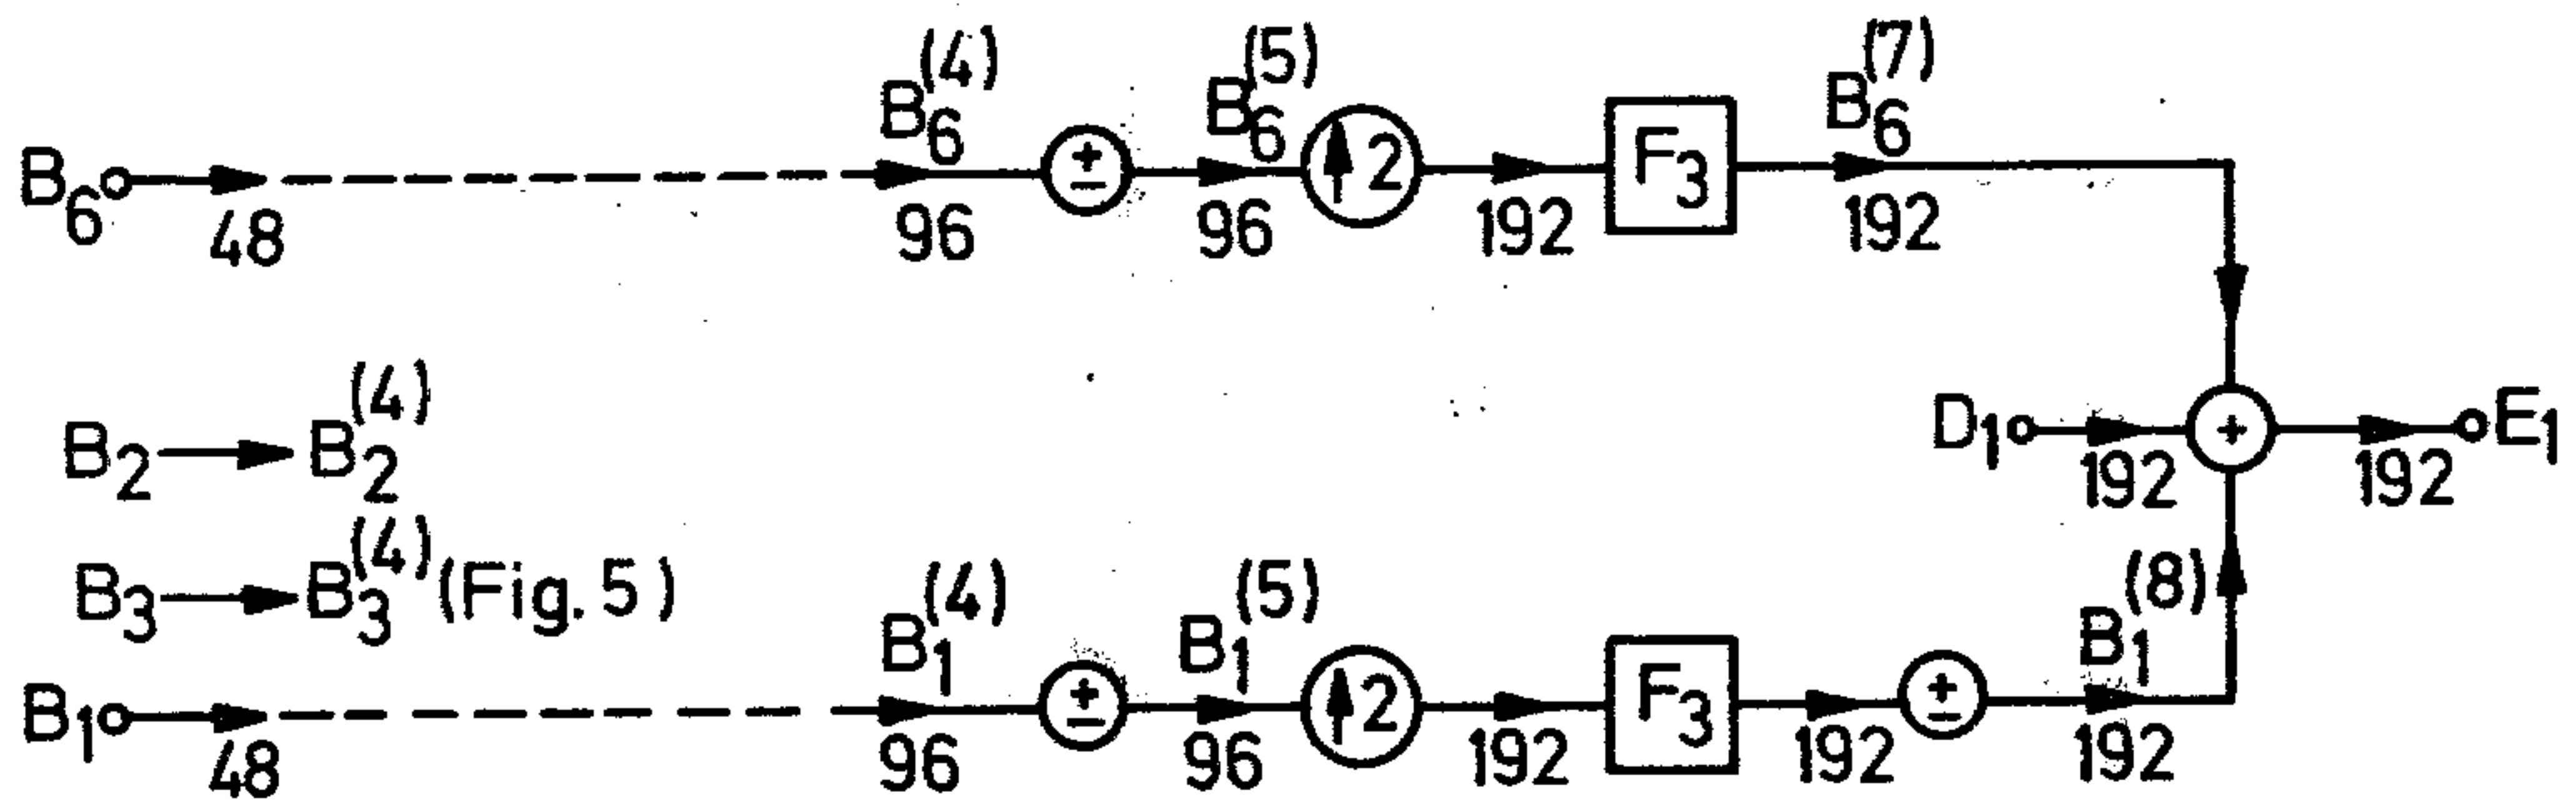 B6 48 B6(4) 96 ± B6(5) 96 ↑2 192 F3 B6(7) 192
B2 → B2(4)
D1 192 + 192 E1
B3 → B3(4) (Fig. 5)
B1 48 B1(4) 96 ± B1(5) 96 ↑2 192 F3 192 ± B1(8) 192